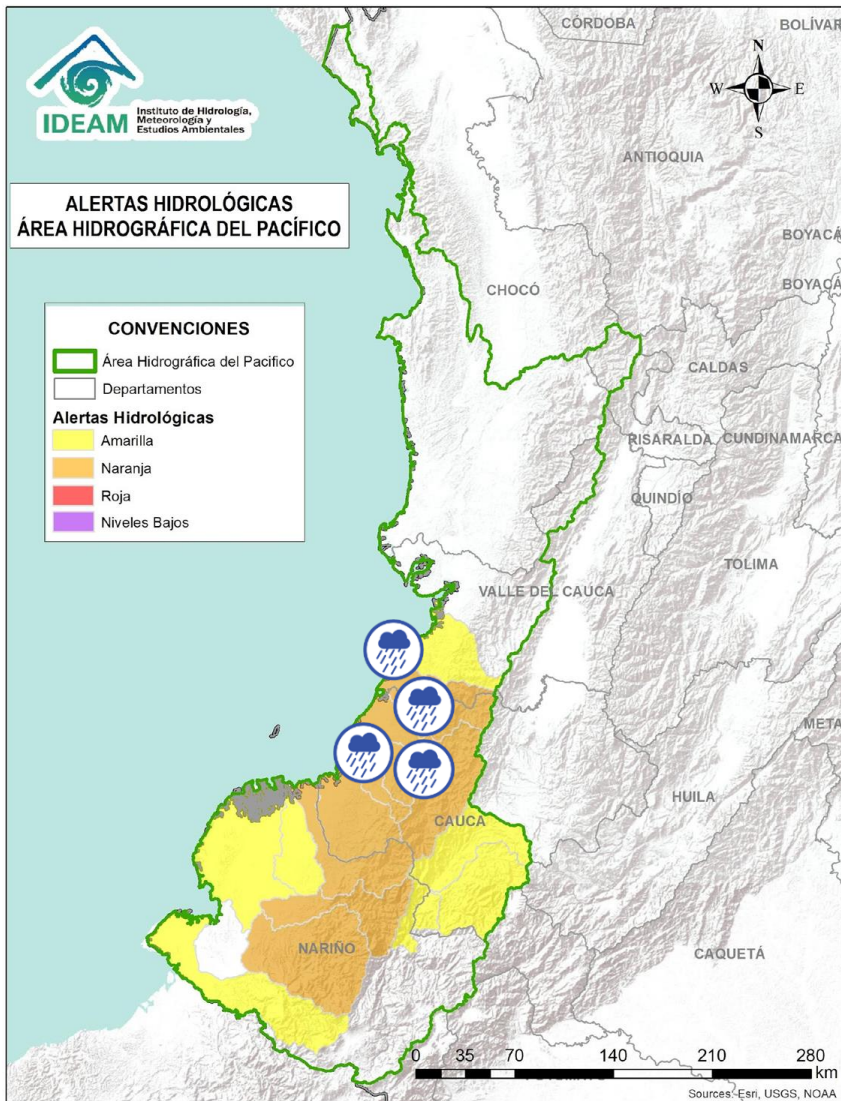 IDEAM
Instituto de Hidrología,
Meteorología y
Estudios Ambientales
ALERTAS HIDROLÓGICAS
ÁREA HIDROGRÁFICA DEL PACÍFICO
CONVENCIONES
Área Hidrográfica del Pacifico
Departamentos
Alertas Hidrológicas
Amarilla
Naranja
Roja
Niveles Bajos
CÓRDOBA
BOLÍVAR
N
W
E
S
ANTIOQUIA
BOYACÁ
BOYACÁ
CHOCÓ
CALDAS
RISARALDA
CUNDINAMARCA
QUINDÍO
TOLIMA
VALLE DEL CAUCA
META
HUILA
CAUCA
NARIÑO
CAQUETÁ
0 35 70 140 210 280
km
Sources: Esri, USGS, NOAA